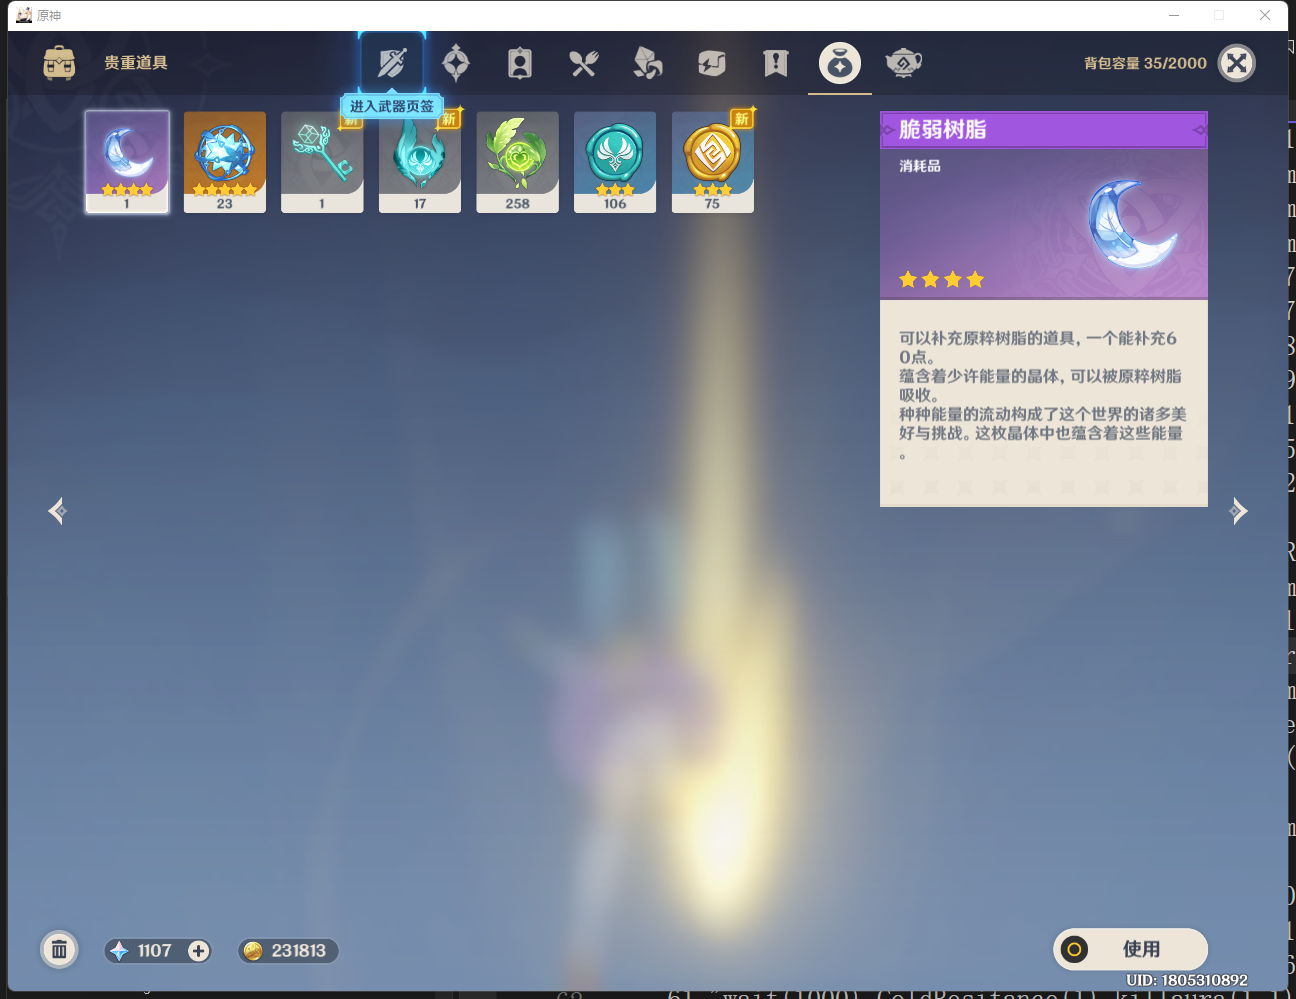 原神
贵重道具
背包容量 35/2000
进入武器页签
新
新
新
1
23
1
17
258
106
75
脆弱树脂
消耗品
可以补充原粹树脂的道具，一个能补充6
0点。
蕴含着少许能量的晶体，可以被原粹树脂
吸收。
种种能量的流动构成了这个世界的诸多美
好与挑战。这枚晶体中也蕴含着这些能量
。
1107
231813
使用
UID: 1805310892